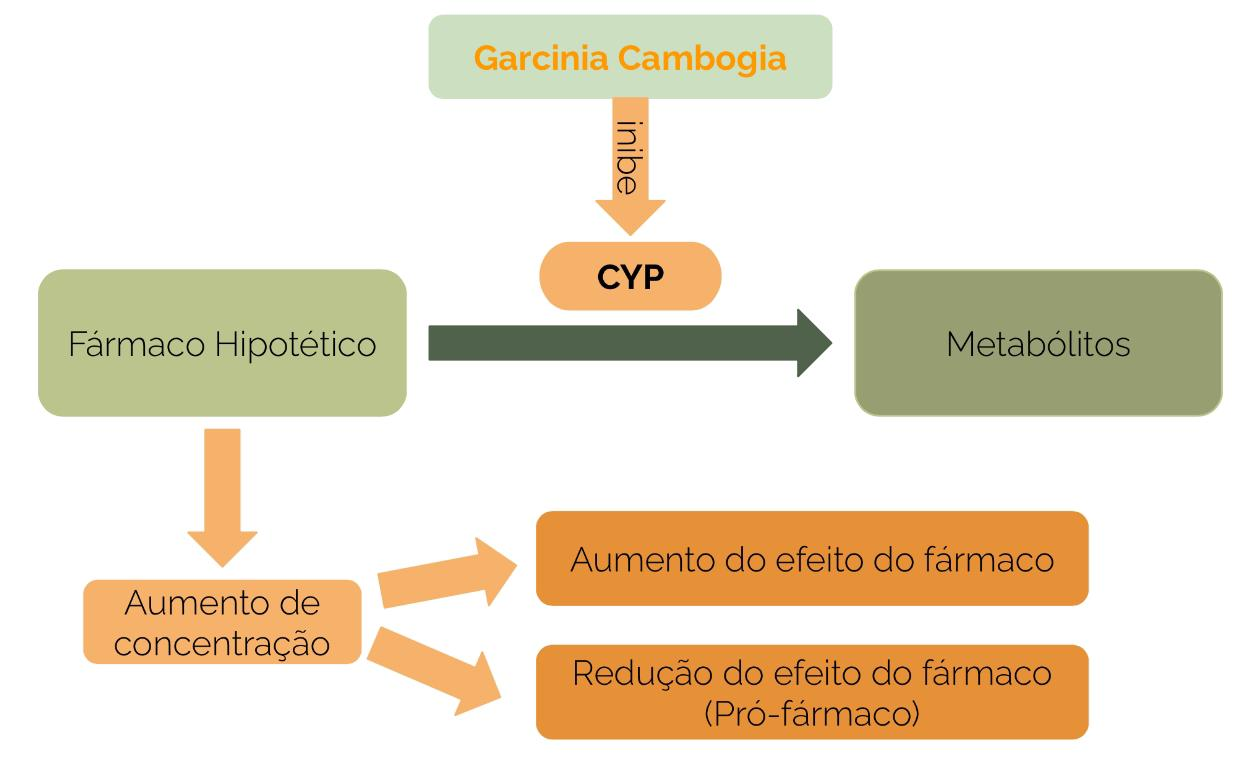 Garcinia Cambogia
inibe
CYP
Fármaco Hipotético
Metabólitos
Aumento de
concentração
Aumento do efeito do fármaco
Redução do efeito do fármaco
(Pró-fármaco)